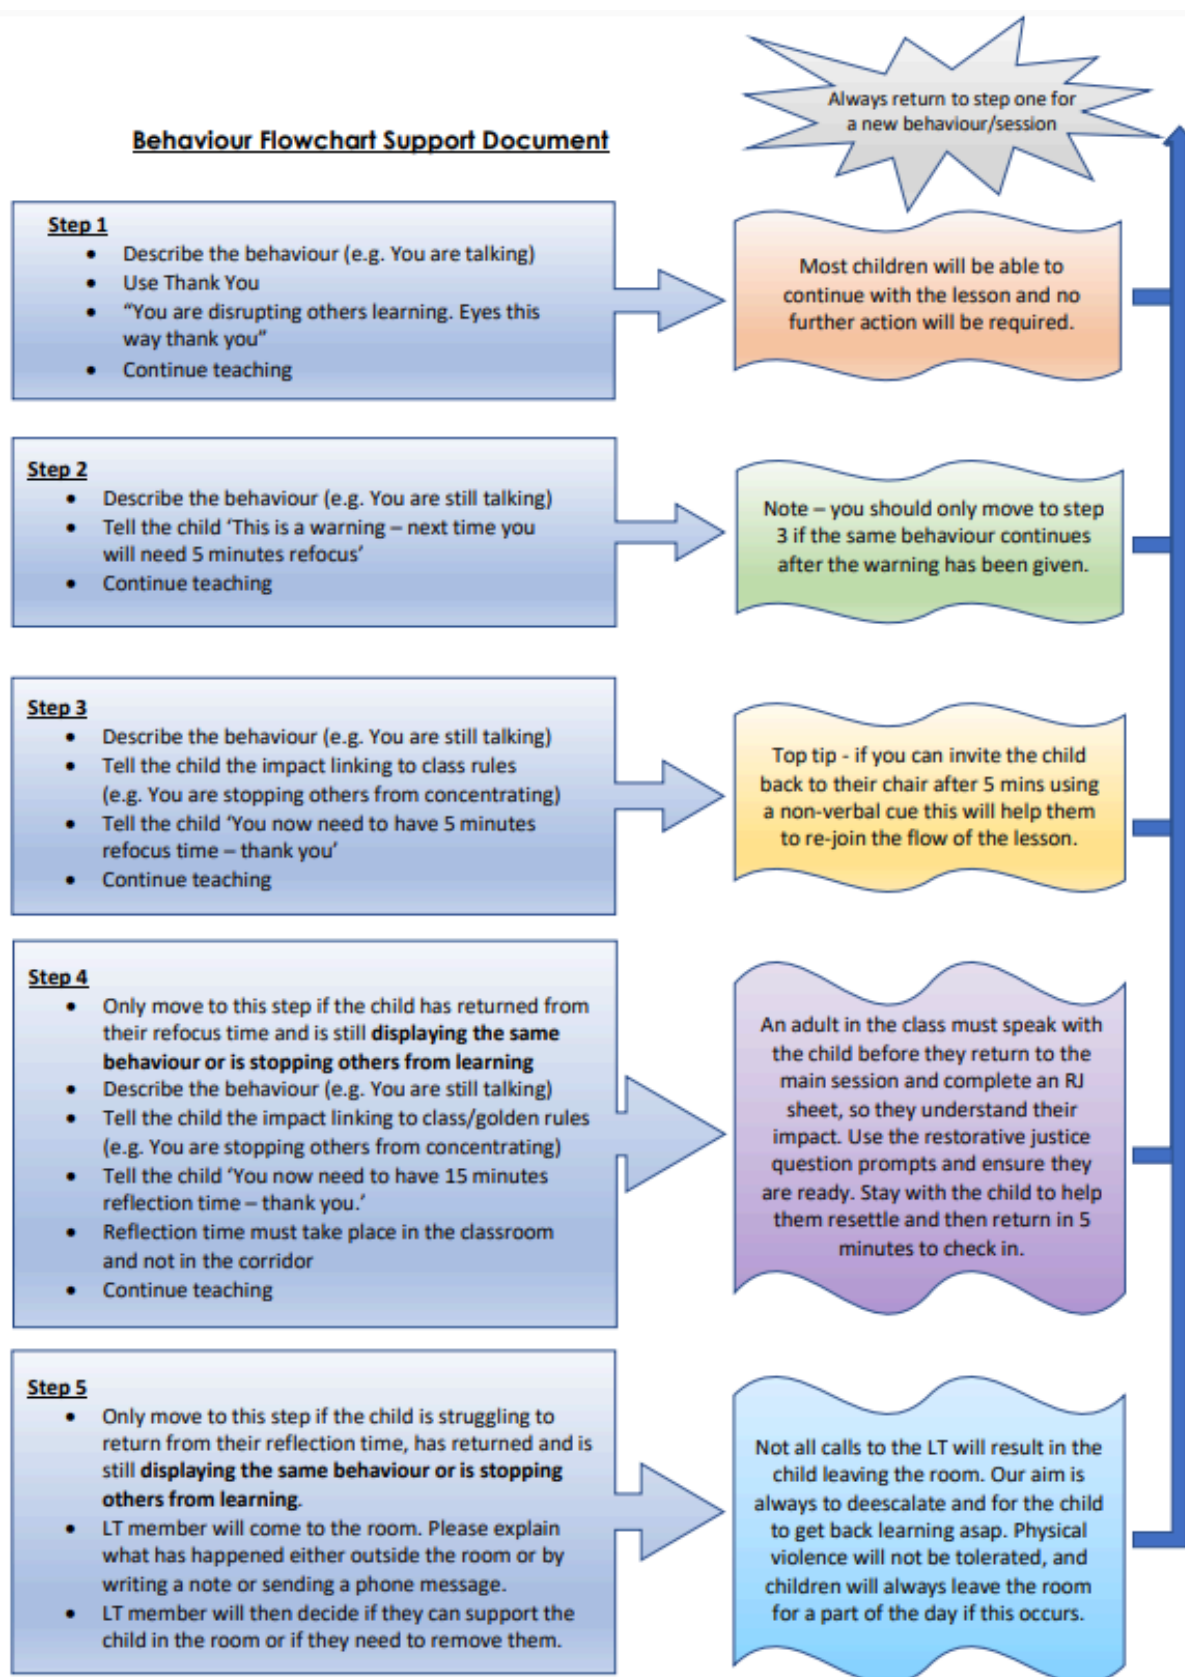 Always return to step one for
a new behaviour/session
Behaviour Flowchart Support Document
Step 1
• Describe the behaviour (e.g. You are talking)
• Use Thank You
• “You are disrupting others learning. Eyes this
way thank you”
• Continue teaching
Most children will be able to
continue with the lesson and no
further action will be required.
Step 2
• Describe the behaviour (e.g. You are still talking)
• Tell the child ‘This is a warning – next time you
will need 5 minutes refocus’
• Continue teaching
Note – you should only move to step
3 if the same behaviour continues
after the warning has been given.
Step 3
• Describe the behaviour (e.g. You are still talking)
• Tell the child the impact linking to class rules
(e.g. You are stopping others from concentrating)
• Tell the child ‘You now need to have 5 minutes
refocus time – thank you’
• Continue teaching
Top tip - if you can invite the child
back to their chair after 5 mins using
a non-verbal cue this will help them
to re-join the flow of the lesson.
Step 4
• Only move to this step if the child has returned from
their refocus time and is still displaying the same
behaviour or is stopping others from learning
• Describe the behaviour (e.g. You are still talking)
• Tell the child the impact linking to class/golden rules
(e.g. You are stopping others from concentrating)
• Tell the child ‘You now need to have 15 minutes
reflection time – thank you.’
• Reflection time must take place in the classroom
and not in the corridor
• Continue teaching
An adult in the class must speak with
the child before they return to the
main session and complete an RJ
sheet, so they understand their
impact. Use the restorative justice
question prompts and ensure they
are ready. Stay with the child to help
them resettle and then return in 5
minutes to check in.
Step 5
• Only move to this step if the child is struggling to
return from their reflection time, has returned and is
still displaying the same behaviour or is stopping
others from learning.
• LT member will come to the room. Please explain
what has happened either outside the room or by
writing a note or sending a phone message.
• LT member will then decide if they can support the
child in the room or if they need to remove them.
Not all calls to the LT will result in the
child leaving the room. Our aim is
always to deescalate and for the child
to get back learning asap. Physical
violence will not be tolerated, and
children will always leave the room
for a part of the day if this occurs.